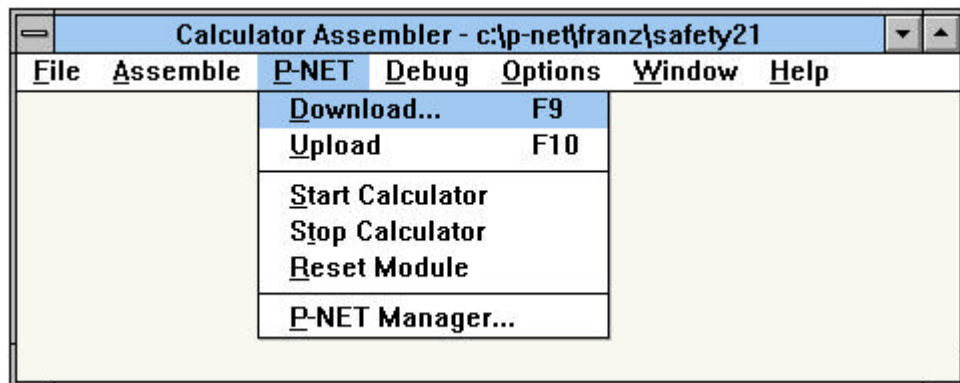 Calculator Assembler - c:\p-net\franz\safety21
File Assemble P-NET Debug Options Window Help
Download... F9
Upload F10
Start Calculator
Stop Calculator
Reset Module
P-NET Manager...